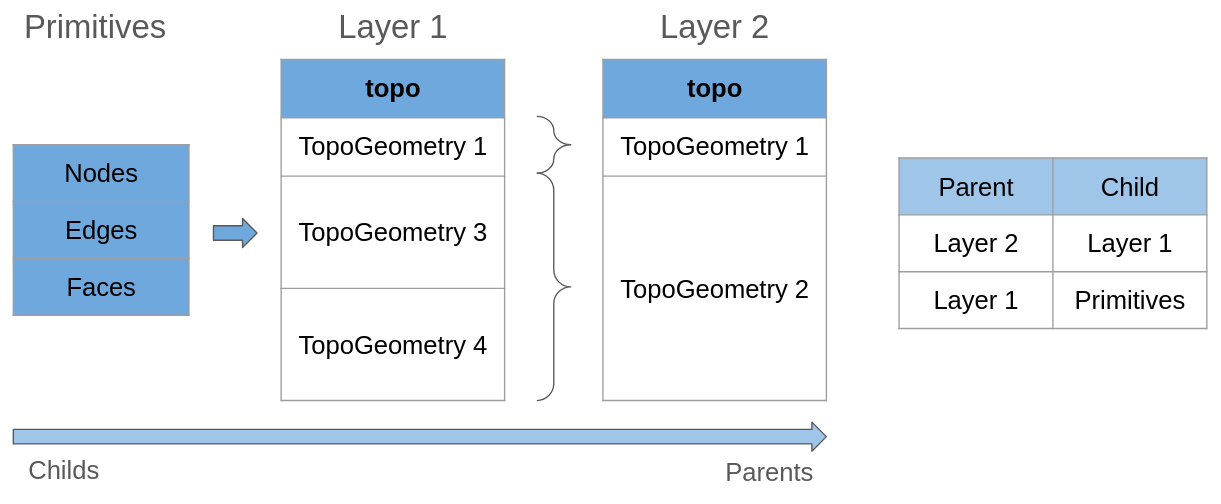 Primitives
Nodes
Edges
Faces
Layer 1
topo
TopoGeometry 1
TopoGeometry 3
TopoGeometry 4
Layer 2
topo
TopoGeometry 1
TopoGeometry 2
Parent Child
Layer 2 Layer 1
Layer 1 Primitives
Childs
Parents